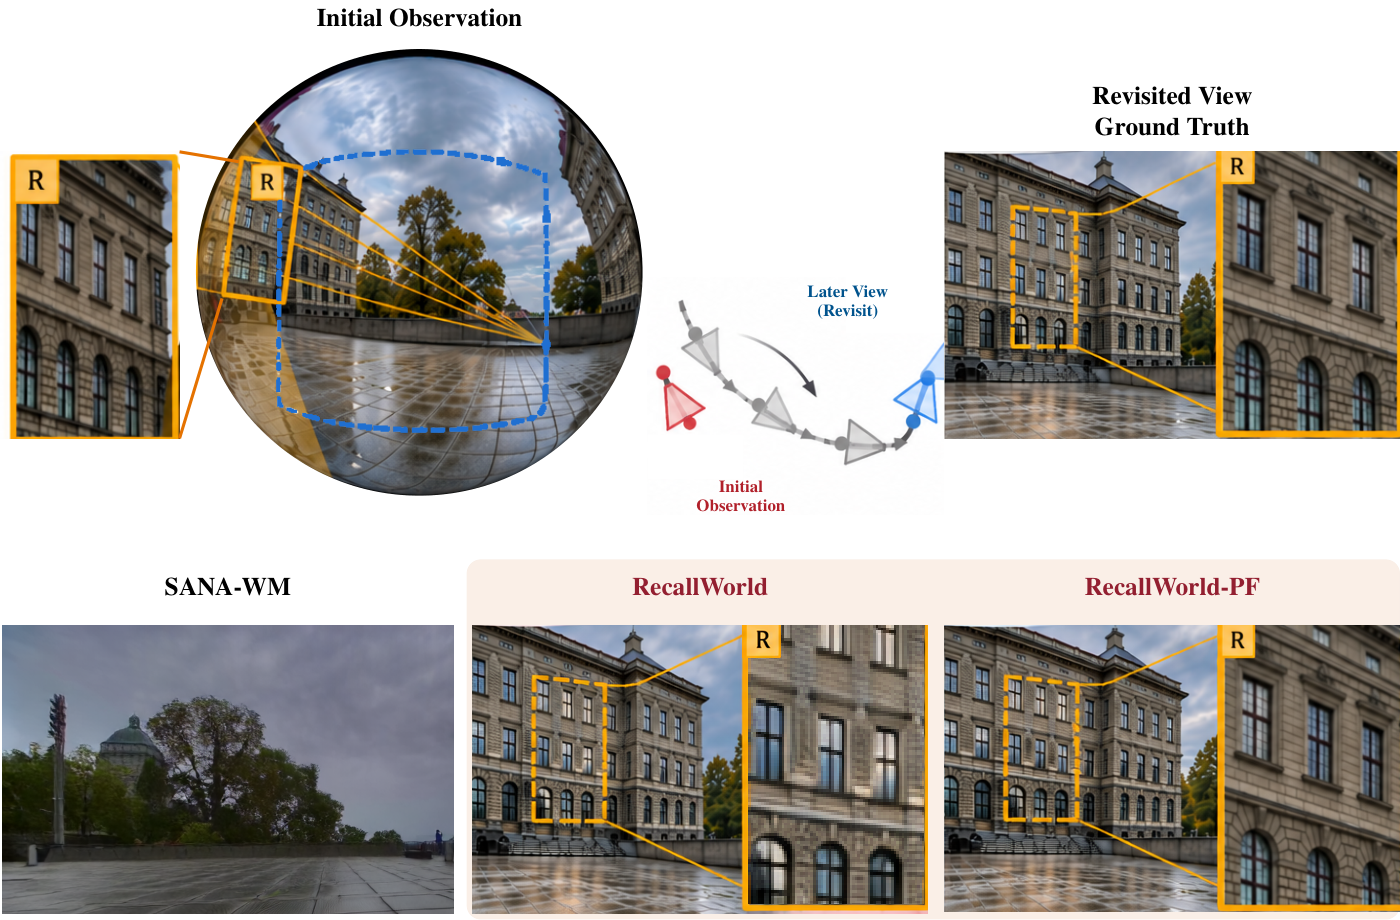 Initial Observation
R
R
Revisited View
Ground Truth
R
Later View
(Revisit)
Initial
Observation
SANA-WM
RecallWorld
R
RecallWorld-PF
R